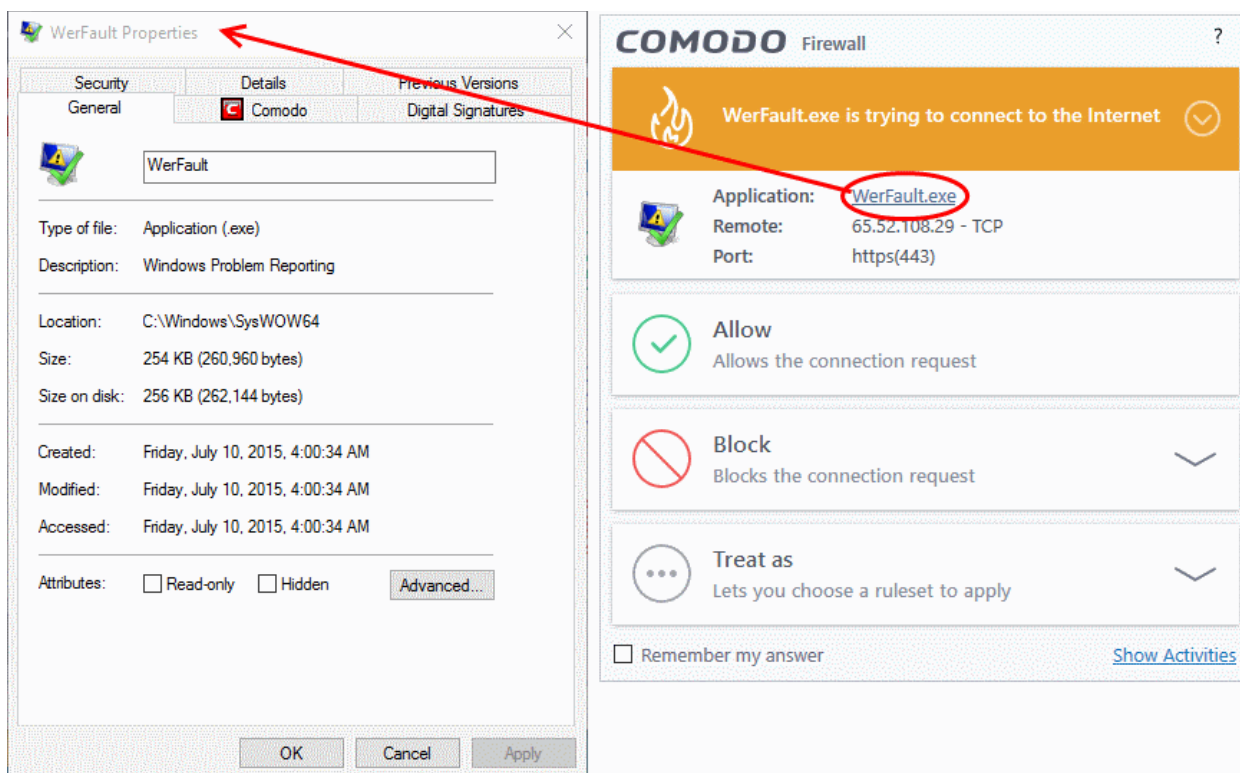 WerFault Properties
Security Details Previous Versions
General Comodo Digital Signatures
WerFault
Type of file: Application (.exe)
Description: Windows Problem Reporting
Location: C:\Windows\SysWOW64
Size: 254 KB (260,960 bytes)
Size on disk: 256 KB (262,144 bytes)
Created: Friday, July 10, 2015, 4:00:34 AM
Modified: Friday, July 10, 2015, 4:00:34 AM
Accessed: Friday, July 10, 2015, 4:00:34 AM
Attributes: Read-only Hidden Advanced...
OK Cancel Apply
COMODO Firewall ?
WerFault.exe is trying to connect to the Internet
Application: WerFault.exe
Remote: 65.52.108.29 - TCP
Port: https(443)
Allow
Allows the connection request
Block
Blocks the connection request
Treat as
Lets you choose a ruleset to apply
Remember my answer Show Activities